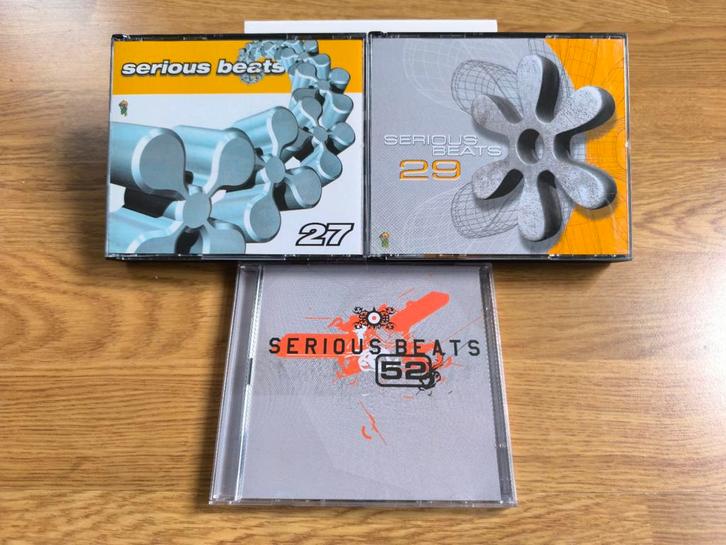 serious beats
27
SERIOUS
BEATS
29
SERIOUS BEATS
52